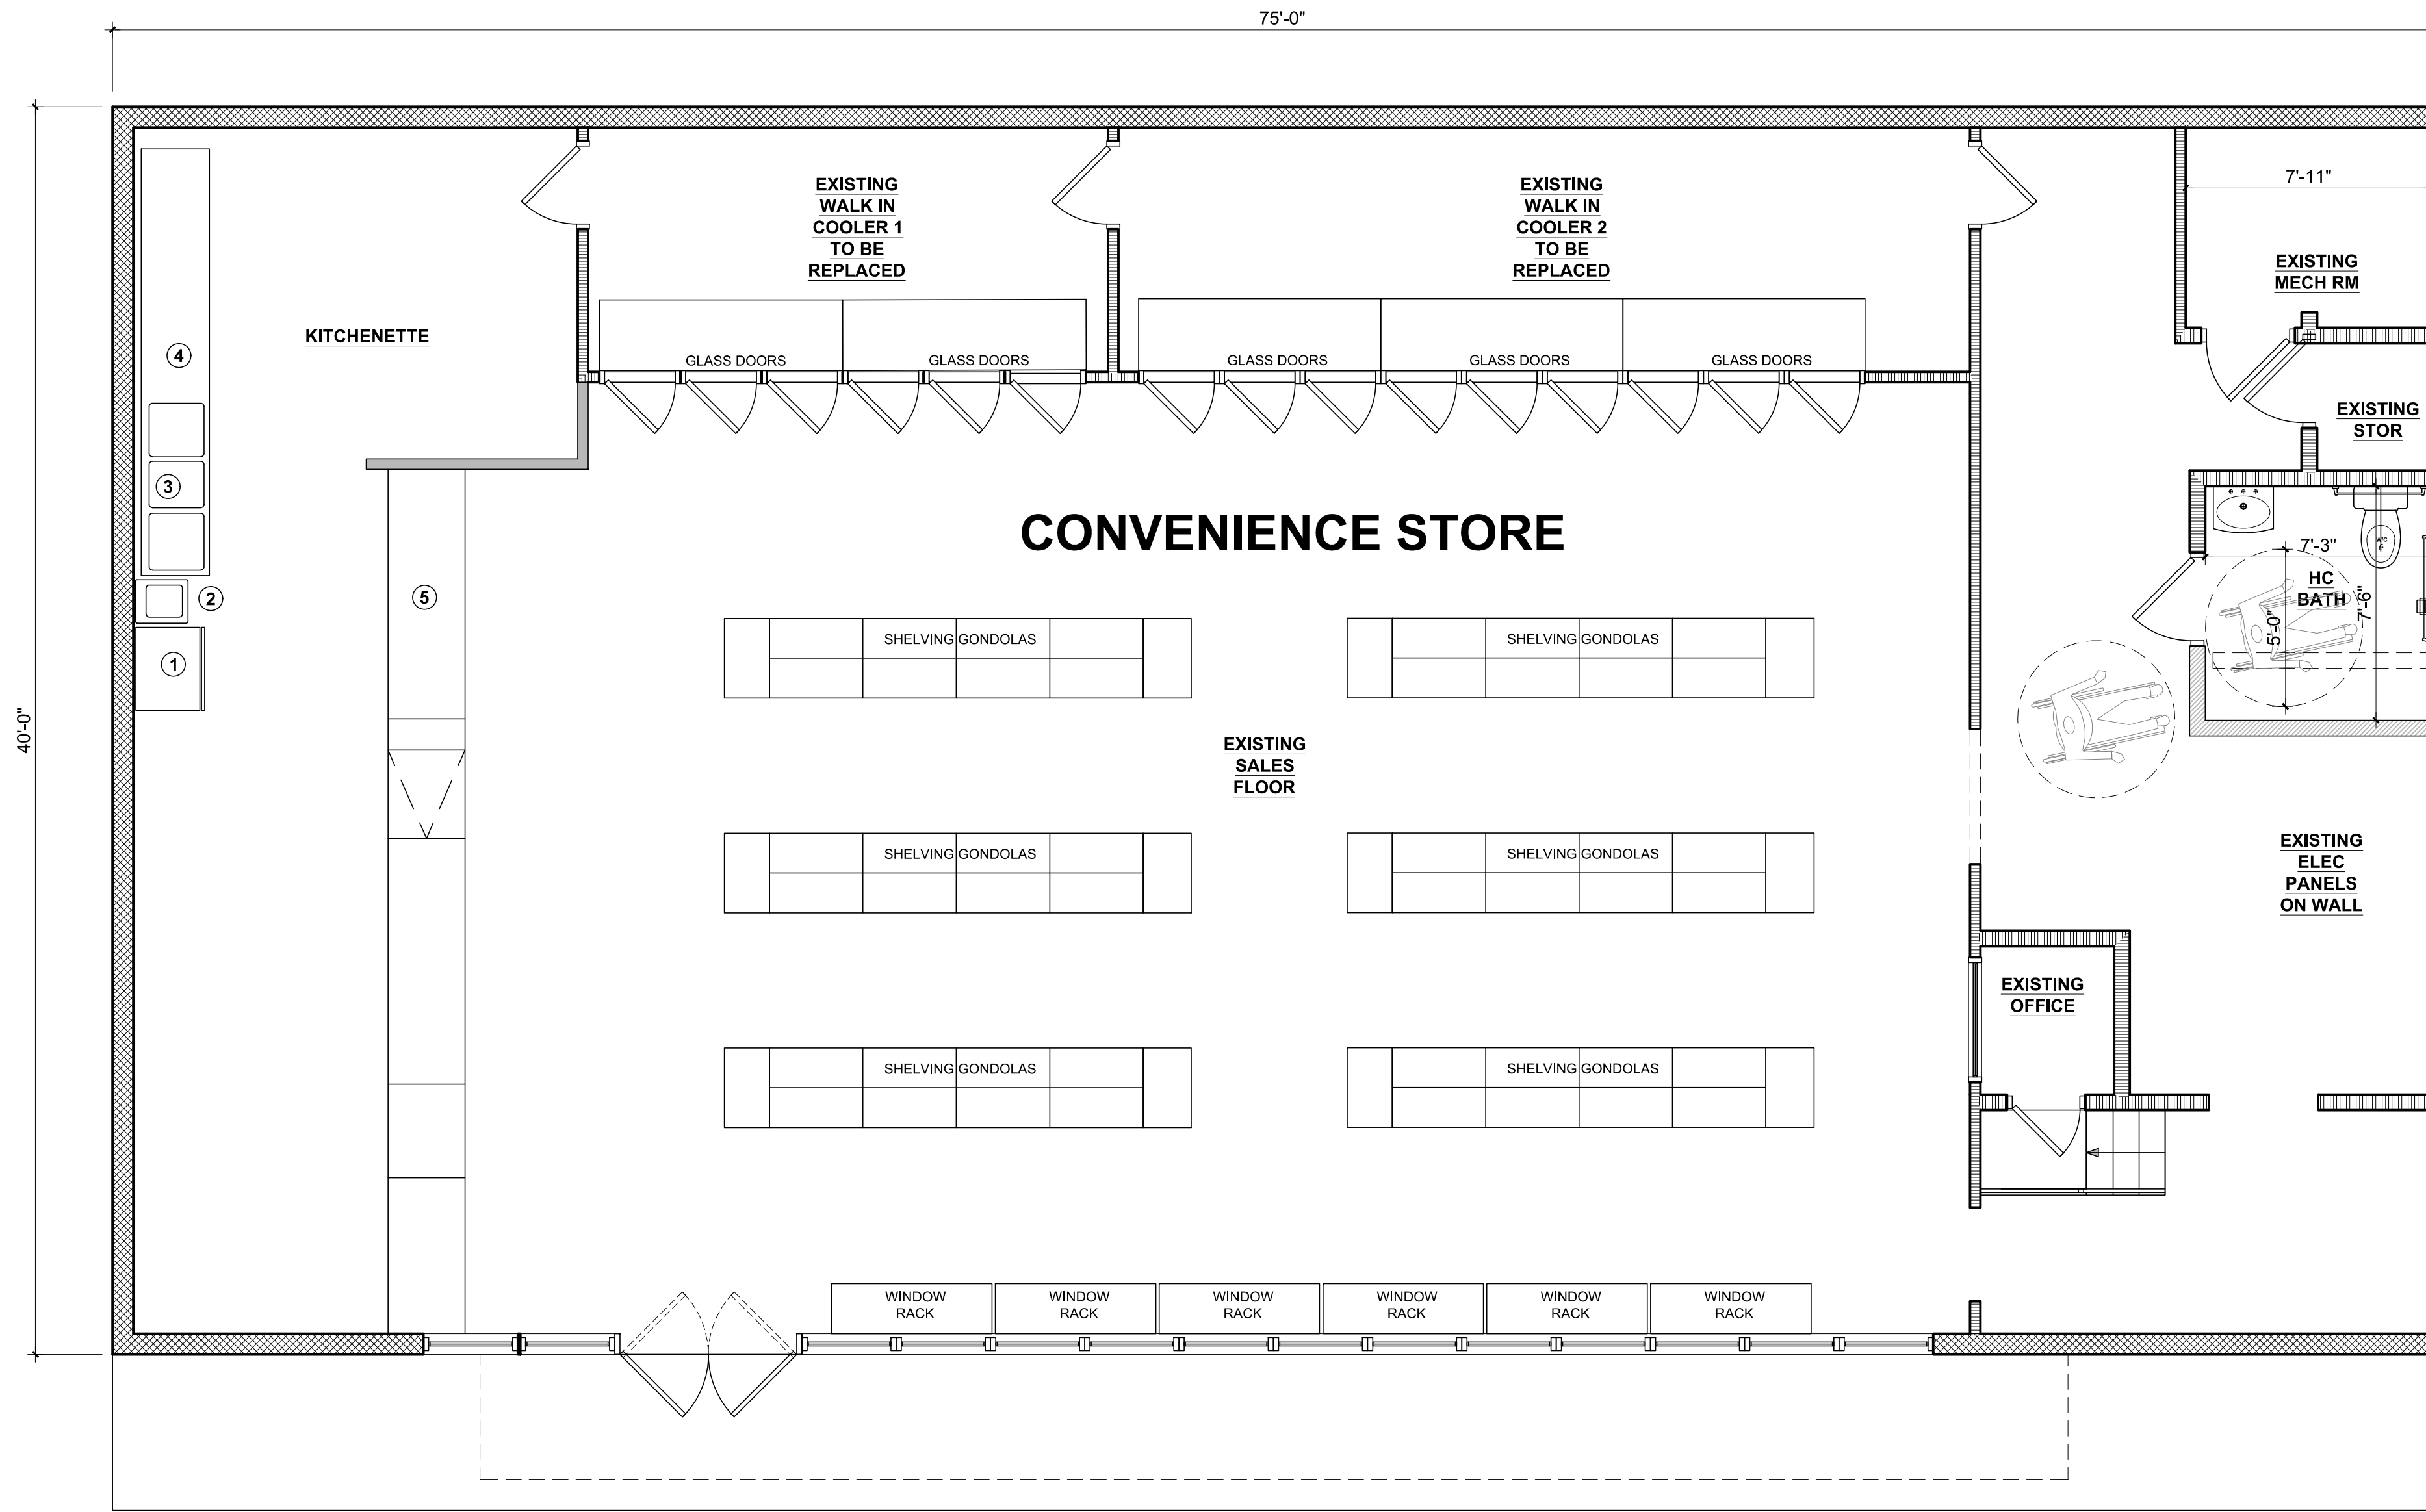 75'-0"
7'-11"
EXISTING
WALK IN
COOLER 1
TO BE
REPLACED
EXISTING
WALK IN
COOLER 2
TO BE
REPLACED
EXISTING
MECH RM
KITCHENETTE
4
GLASS DOORS
GLASS DOORS
GLASS DOORS
GLASS DOORS
GLASS DOORS
EXISTING
STOR
3
CONVENIENCE STORE
W/C
7'-3"
HC
BATH
7'-6"
5'-0"
2
5
1
SHELVING GONDOLAS
SHELVING GONDOLAS
40'-0"
EXISTING
SALES
FLOOR
SHELVING GONDOLAS
SHELVING GONDOLAS
EXISTING
ELEC
PANELS
ON WALL
EXISTING
OFFICE
SHELVING GONDOLAS
SHELVING GONDOLAS
WINDOW
RACK
WINDOW
RACK
WINDOW
RACK
WINDOW
RACK
WINDOW
RACK
WINDOW
RACK